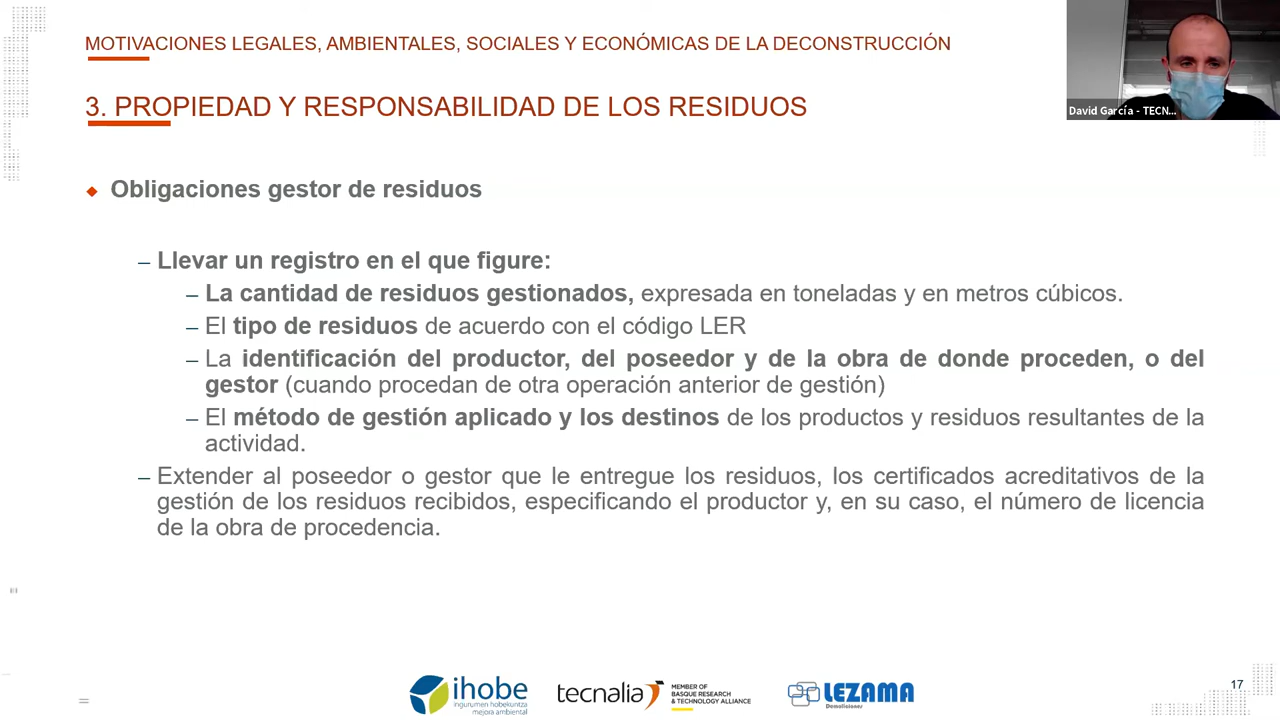 MOTIVACIONES LEGALES, AMBIENTALES, SOCIALES Y ECONÓMICAS DE LA DECONSTRUCCIÓN
David García - TECN...
3. PROPIEDAD Y RESPONSABILIDAD DE LOS RESIDUOS
Obligaciones gestor de residuos
– Llevar un registro en el que figure:
– La cantidad de residuos gestionados, expresada en toneladas y en metros cúbicos.
– El tipo de residuos de acuerdo con el código LER
– La identificación del productor, del poseedor y de la obra de donde proceden, o del
gestor (cuando procedan de otra operación anterior de gestión)
– El método de gestión aplicado y los destinos de los productos y residuos resultantes de la
actividad.
– Extender al poseedor o gestor que le entregue los residuos, los certificados acreditativos de la
gestión de los residuos recibidos, especificando el productor y, en su caso, el número de licencia
de la obra de procedencia.
ihobe
ingurumen hobekuntza
mejora ambiental
tecnalia
MEMBER OF
BASQUE RESEARCH
& TECHNOLOGY ALLIANCE
LEZAMA
Demoliciones
17